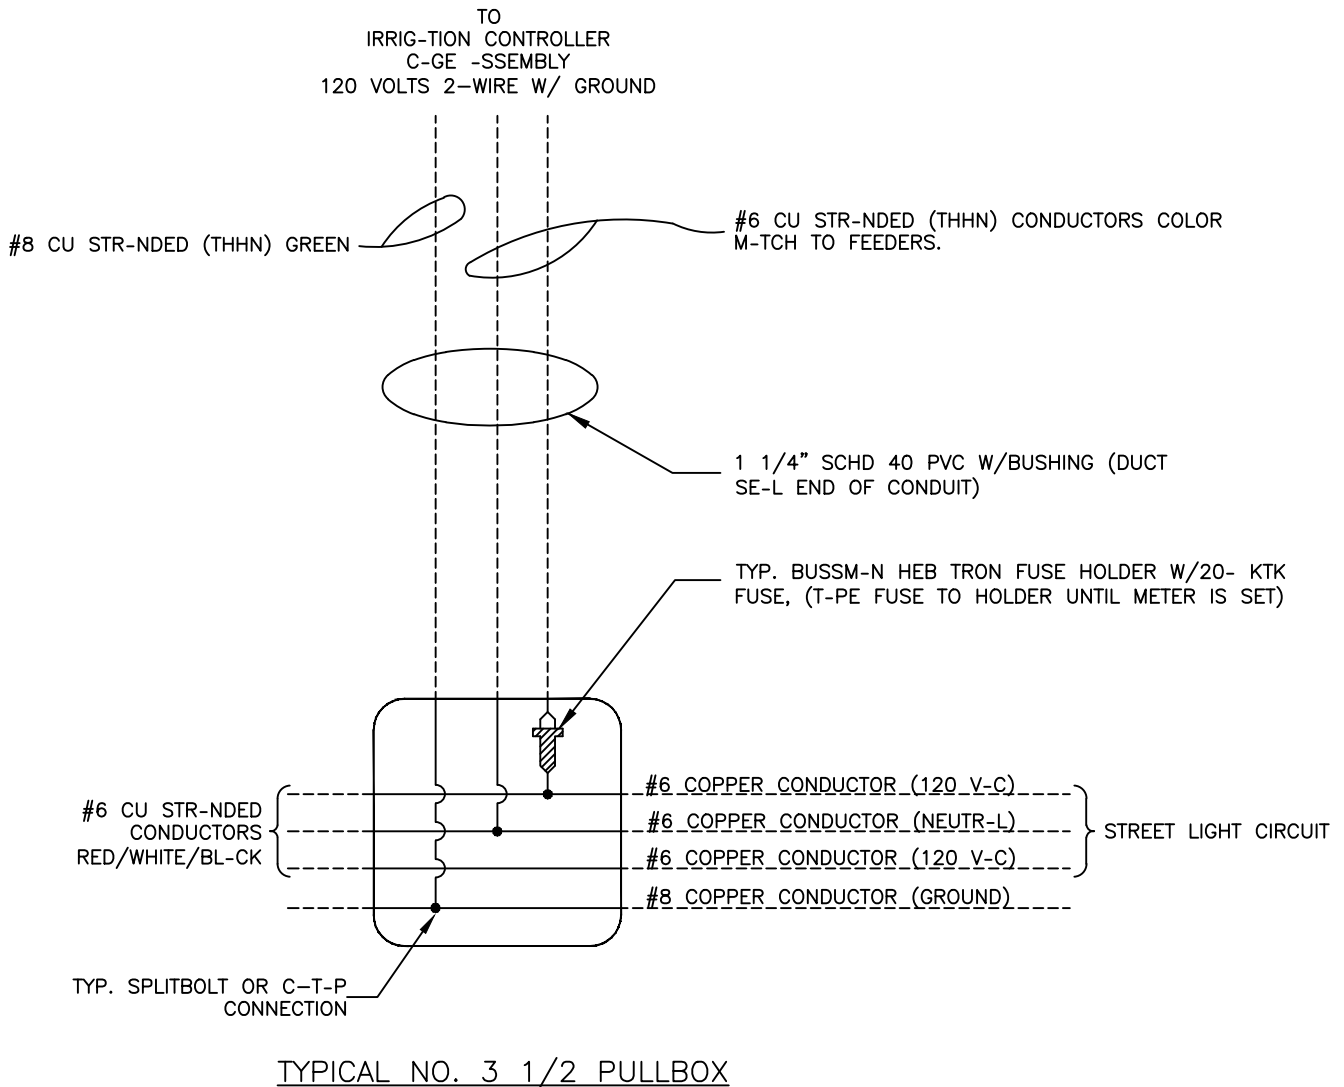 TO
IRRIG-TION CONTROLLER
C-GE -SSEMBLY
120 VOLTS 2-WIRE W/ GROUND
#8 CU STR-NDED (THHN) GREEN
#6 CU STR-NDED (THHN) CONDUCTORS COLOR
M-TCH TO FEEDERS.
1 1/4" SCHD 40 PVC W/BUSHING (DUCT
SE-L END OF CONDUIT)
TYP. BUSSM-N HEB TRON FUSE HOLDER W/20- KTK
FUSE, (T-PE FUSE TO HOLDER UNTIL METER IS SET)
#6 CU STR-NDED
CONDUCTORS
RED/WHITE/BL-CK
#6 COPPER CONDUCTOR (120 V-C)
#6 COPPER CONDUCTOR (NEUTR-L)
#6 COPPER CONDUCTOR (120 V-C)
#8 COPPER CONDUCTOR (GROUND)
STREET LIGHT CIRCUIT
TYP. SPLITBOLT OR C-T-P
CONNECTION
TYPICAL NO. 3 1/2 PULLBOX